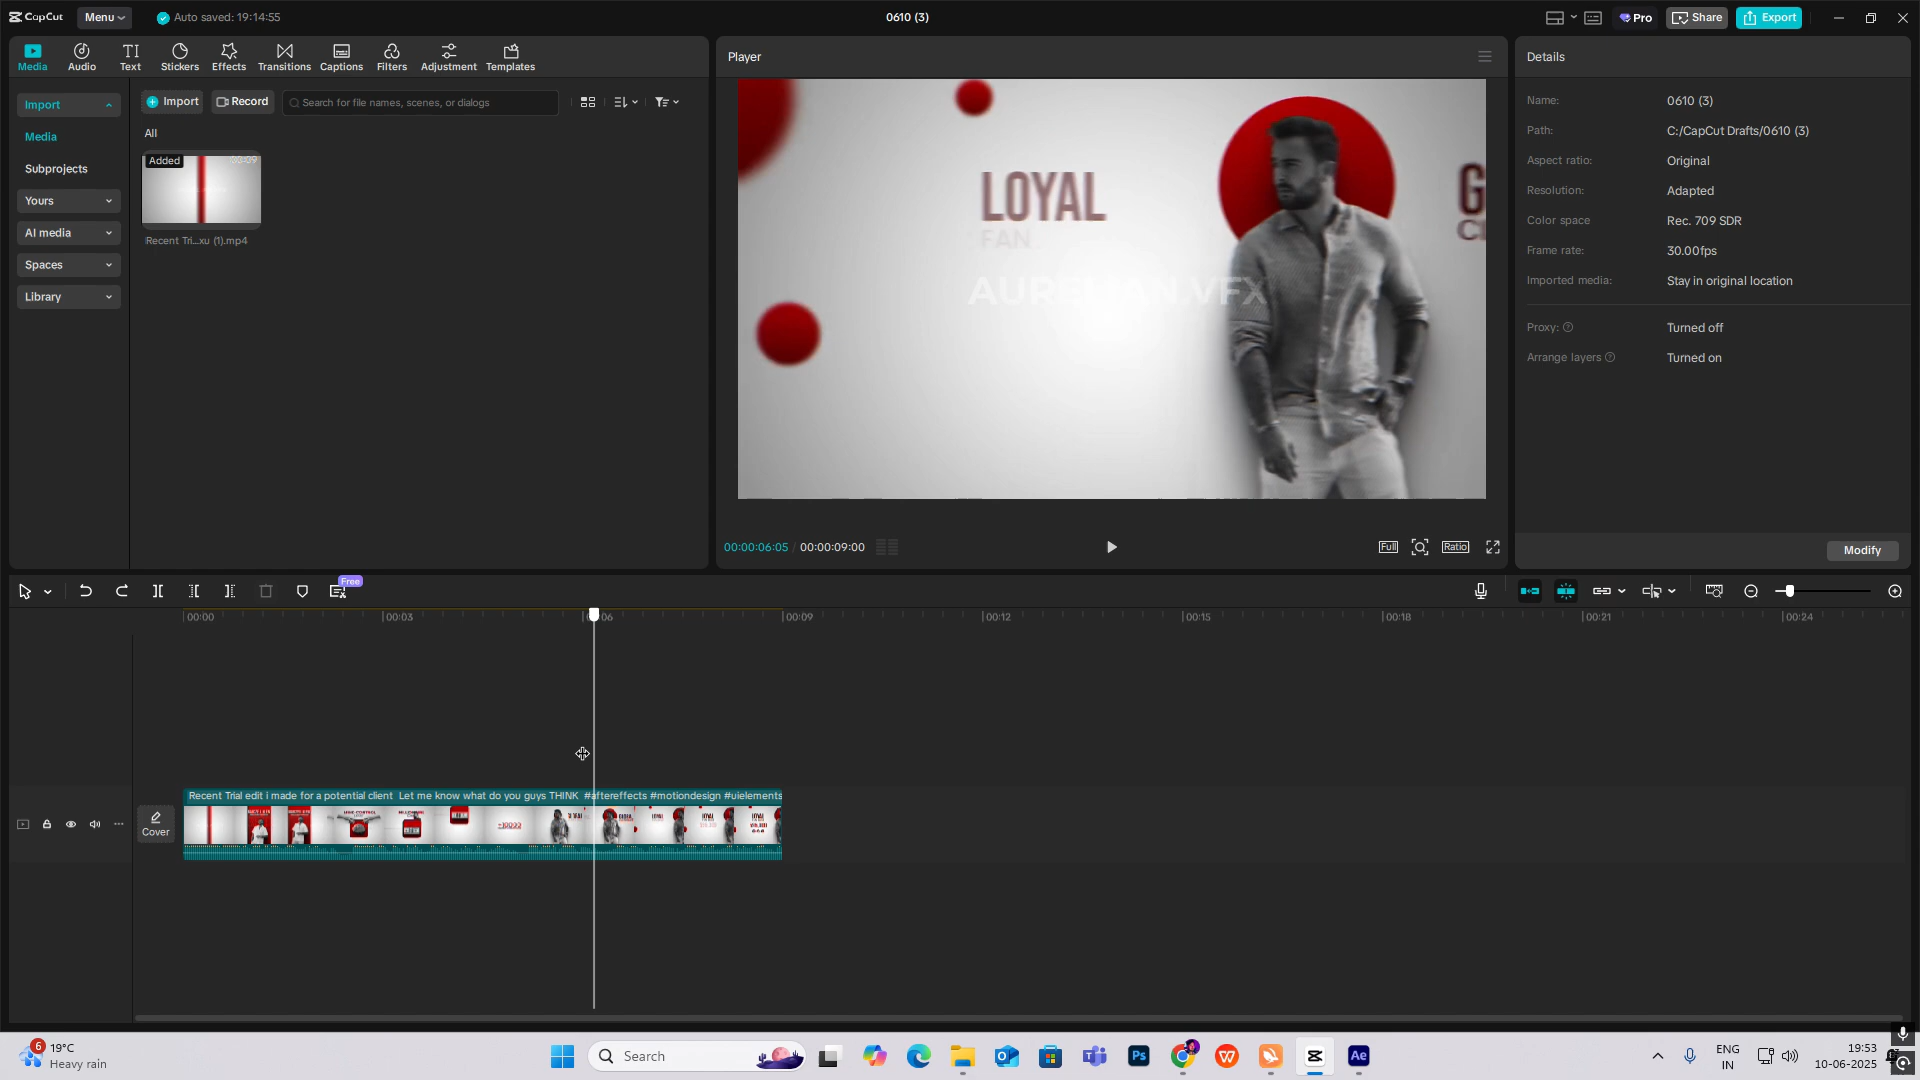 CapCut
Menu
Auto saved: 19:14:55
0610 (3)
Pro
Share
Export
Media
Audio
Text
Stickers
Effects
Transitions
Captions
Filters
Adjustment
Templates
Import
Media
Subprojects
Yours
AI media
Spaces
Library
Import
Record
Search for file names, scenes, or dialogs
All
Added
00:09
Recent Tri...xu (1).mp4
Player
LOYAL
FAN
AURELIAN.VFX
00:00:06:05 / 00:00:09:00
Full
Ratio
Details
Name: 0610 (3)
Path: C:/CapCut Drafts/0610 (3)
Aspect ratio: Original
Resolution: Adapted
Color space Rec. 709 SDR
Frame rate: 30.00fps
Imported media: Stay in original location
Proxy: Turned off
Arrange layers Turned on
Modify
Free
00:00 00:03 00:06 00:09 00:12 00:15 00:18 00:21 00:24
Cover
Recent Trial edit i made for a potential client Let me know what do you guys THINK #aftereffects #motiondesign #uielements
6
19°C
Heavy rain
Search
Ps
Ae
ENG
IN
19:53
10-06-2025